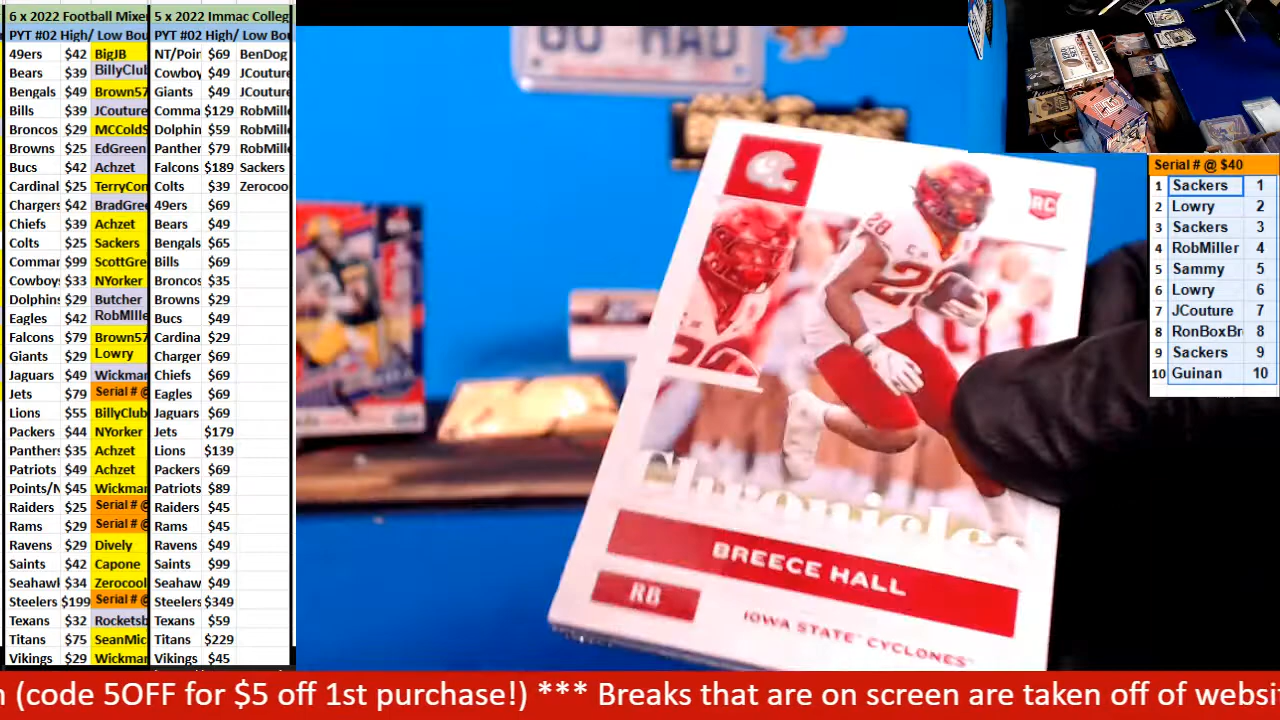 6 x 2022 Football Mixer 5 x 2022 Immac Colleg
PYT #02 High/ Low Bou PYT #02 High/ Low Bou
49ers $42 BigJB NT/Poin $69 BenDog
Bears $39 BillyClub Cowboy $49 JCouture
Bengals $49 Brown57 Giants $49 JCouture
Bills $39 JCouture Comma $129 RobMille
Broncos $29 MCColdS Dolphin $59 RobMille
Browns $25 EdGreen Panther $79 RobMille
Bucs $42 Achzet Falcons $189 Sackers
Cardinal $25 TerryCon Colts $39 Zerocoo
Chargers $42 BradGree 49ers $69
Chiefs $39 Achzet Bears $49
Colts $25 Sackers Bengals $65
Comman $99 ScottGre Bills $69
Cowboys $33 NYorker Broncos $35
Dolphins $29 Butcher Browns $29
Eagles $42 RobMIlle Bucs $49
Falcons $79 Brown57 Cardina $29
Giants $29 Lowry Charger $69
Jaguars $49 Wickman Chiefs $69
Jets $79 Serial # @ Eagles $69
Lions $55 BillyClub Jaguars $69
Packers $44 NYorker Jets $179
Panthers $35 Achzet Lions $139
Patriots $49 Achzet Packers $69
Points/N $45 Wickman Patriots $89
Raiders $25 Serial # @ Raiders $45
Rams $29 Serial # @ Rams $45
Ravens $29 Dively Ravens $49
Saints $42 Capone Saints $99
Seahawk $34 Zerocool Seahaw $49
Steelers $199 Serial # @ Steelers $349
Texans $32 Rocketsb Texans $59
Titans $75 SeanMic Titans $229
Vikings $29 Wickman Vikings $45
GO MAD
RC
28
Chronicles
BREECE HALL
RB
IOWA STATE CYCLONES
Serial # @ $40
1 Sackers 1
2 Lowry 2
3 Sackers 3
4 RobMiller 4
5 Sammy 5
6 Lowry 6
7 JCouture 7
8 RonBoxBr 8
9 Sackers 9
10 Guinan 10
n (code 5OFF for $5 off 1st purchase!) *** Breaks that are on screen are taken off of websi